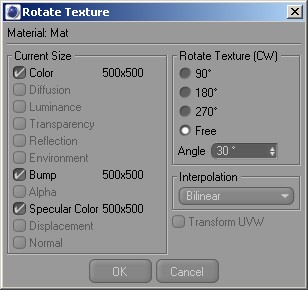 Rotate Texture
Material: Mat
Current Size
Color 500x500
Diffusion
Luminance
Transparency
Reflection
Environment
Bump 500x500
Alpha
Specular Color 500x500
Displacement
Normal
Rotate Texture (CW)
90°
180°
270°
Free
Angle 30 °
Interpolation
Bilinear
Transform UVW
OK
Cancel